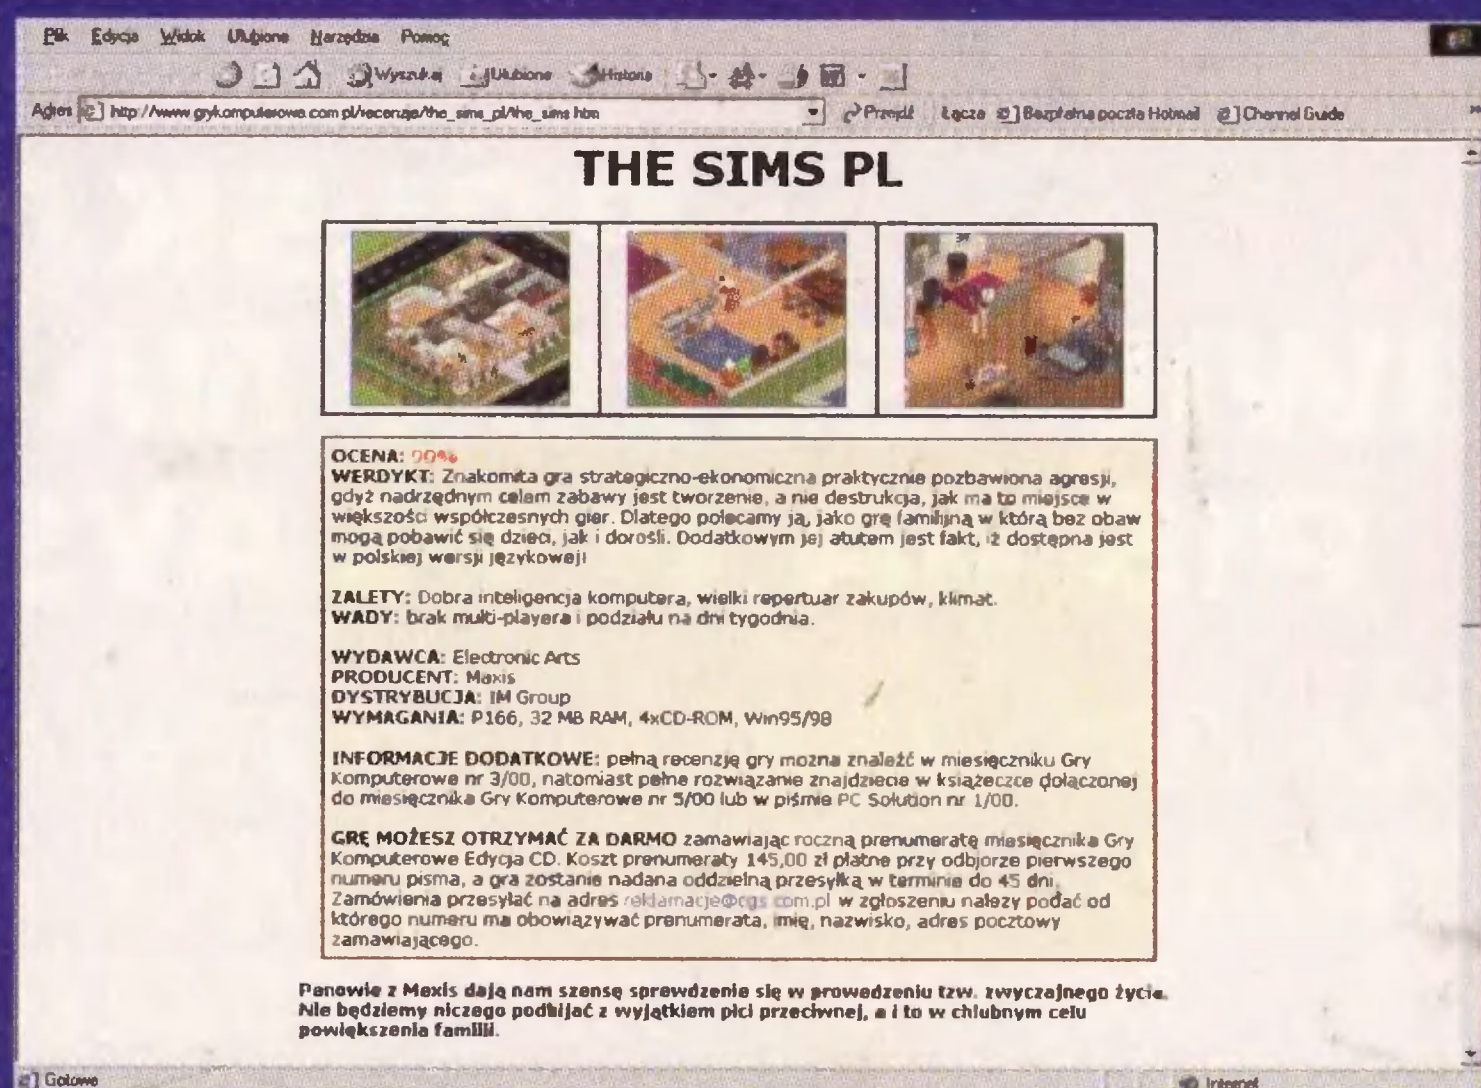 Plik Edycja Widok Ulubione Narzędzia Pomoc
Wyszukaj Ulubione Historia
Adres http://www.grykomputerowe.com.pl/recenzje/the_sims_pl/the_sims.htm Przejdź Łącza Bezpłatna poczta Hotmail Channel Guide
THE SIMS PL
OCENA: 90%
WERDYKT: Znakomita gra strategiczno-ekonomiczna praktycznie pozbawiona agresji,
gdyż nadrzędnym celem zabawy jest tworzenie, a nie destrukcja, jak ma to miejsce w
większości współczesnych gier. Dlatego polecamy ją, jako grę familijną w którą bez obaw
mogą pobawić się dzieci, jak i dorośli. Dodatkowym jej atutem jest fakt, iż dostępna jest
w polskiej wersji językowej!
ZALETY: Dobra inteligencja komputera, wielki repertuar zakupów, klimat.
WADY: brak multi-playera i podziału na dni tygodnia.
WYDAWCA: Electronic Arts
PRODUCENT: Maxis
DYSTRYBUCJA: IM Group
WYMAGANIA: P166, 32 MB RAM, 4xCD-ROM, Win95/98
INFORMACJE DODATKOWE: pełną recenzję gry mozna znaleźć w miesięczniku Gry
Komputerowe nr 3/00, natomiast pełne rozwiązanie znajdziecie w książeczce dołączonej
do miesięcznika Gry Komputerowe nr 5/00 lub w piśmie PC Solution nr 1/00.
GRĘ MOŻESZ OTRZYMAĆ ZA DARMO zamawiając roczną prenumeratę miesięcznika Gry
Komputerowe Edycja CD. Koszt prenumeraty 145,00 zł płatne przy odbiorze pierwszego
numeru pisma, a gra zostanie nadana oddzielną przesyłką w terminie do 45 dni.
Zamówienia przesyłać na adres reklamacje@cgs.com.pl w zgłoszeniu nalezy podać od
którego numeru ma obowiązywać prenumerata, imię, nazwisko, adres pocztowy
zamawiającego.
Panowie z Maxis dają nam szansę sprawdzenie się w prowadzeniu tzw. zwyczajnego życia.
Nie będziemy niczego podbijać z wyjątkiem płci przeciwnej, a i to w chlubnym celu
powiększenia familii.
Gotowe Internet